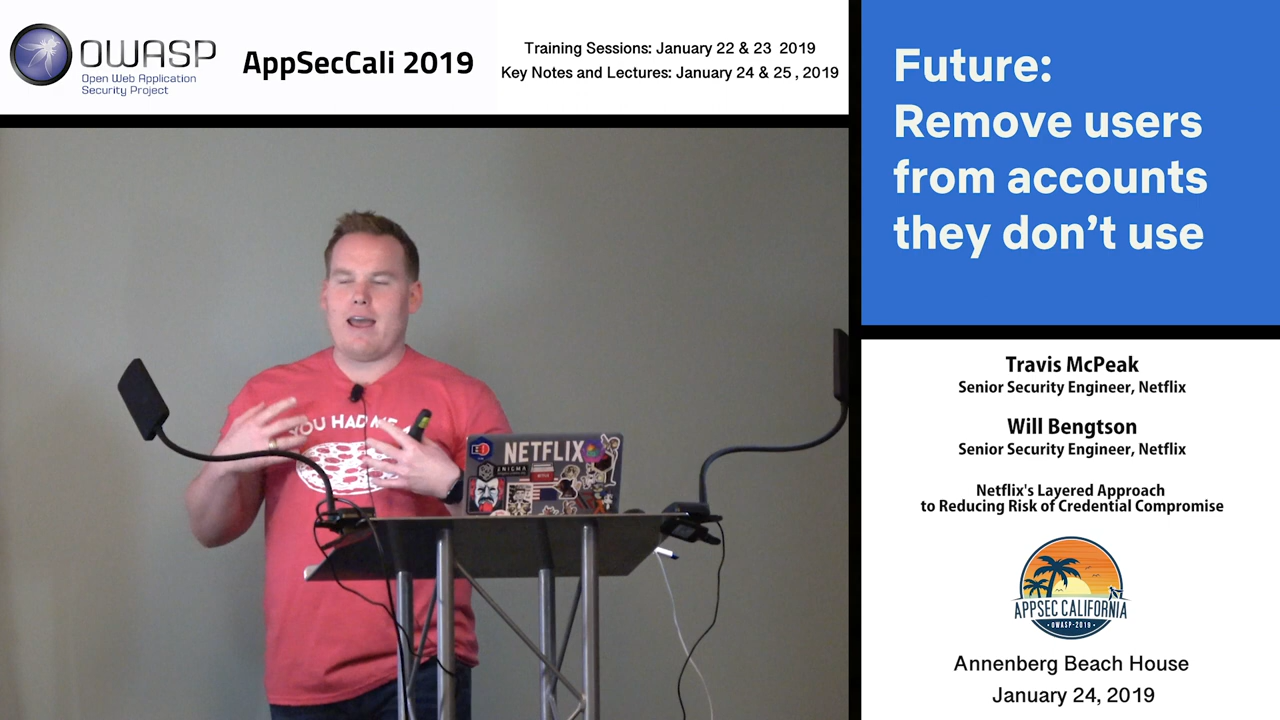 OWASP
Open Web Application
Security Project
AppSecCali 2019
Training Sessions: January 22 & 23 2019
Key Notes and Lectures: January 24 & 25 , 2019
Future:
Remove users
from accounts
they don't use
YOU HAD
NETFLIX
ENIGMA
Travis McPeak
Senior Security Engineer, Netflix
Will Bengtson
Senior Security Engineer, Netflix
Netflix's Layered Approach
to Reducing Risk of Credential Compromise
APPSEC CALIFORNIA
• OWASP-2019 •
Annenberg Beach House
January 24, 2019